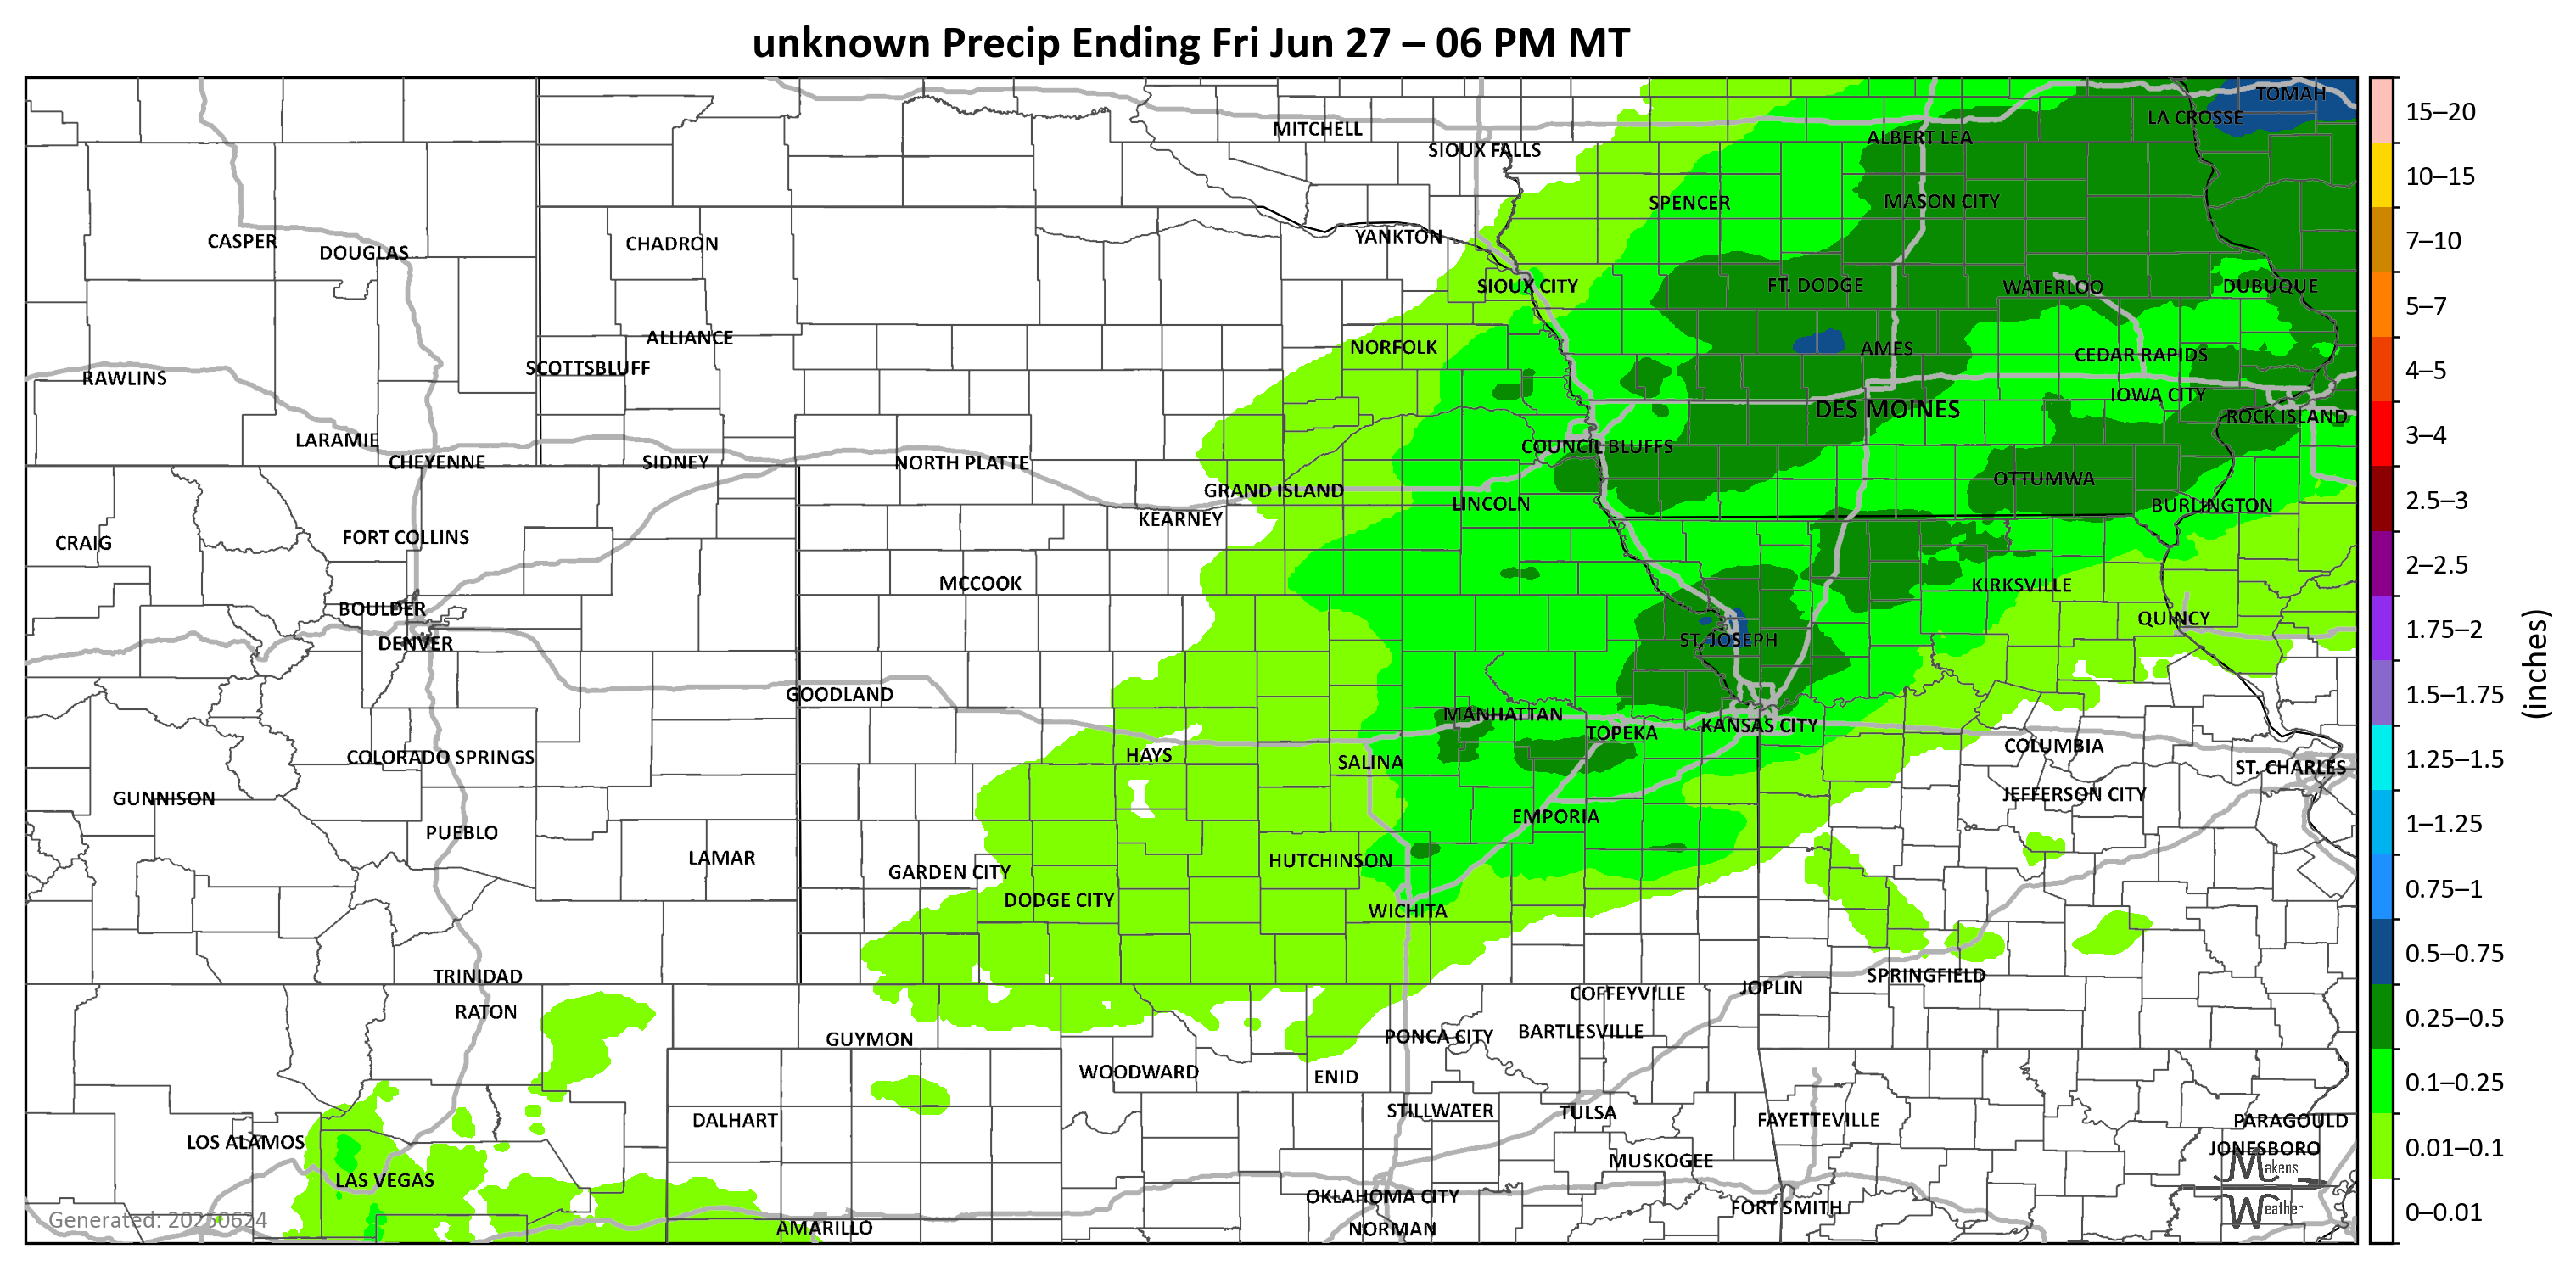 unknown Precip Ending Fri Jun 27 – 06 PM MT
TOMAH
15–20
LA CROSSE
MITCHELL
ALBERT LEA
SIOUX FALLS
10–15
SPENCER
MASON CITY
YANKTON
CASPER
DOUGLAS
CHADRON
7–10
SIOUX CITY
FT. DODGE
WATERLOO
DUBUQUE
5–7
ALLIANCE
NORFOLK
AMES
CEDAR RAPIDS
SCOTTSBLUFF
4–5
RAWLINS
IOWA CITY
DES MOINES
ROCK ISLAND
LARAMIE
3–4
COUNCIL BLUFFS
CHEYENNE
SIDNEY
NORTH PLATTE
OTTUMWA
GRAND ISLAND
LINCOLN
BURLINGTON
2.5–3
KEARNEY
FORT COLLINS
CRAIG
2–2.5
MCCOOK
KIRKSVILLE
BOULDER
QUINCY
1.75–2
DENVER
ST. JOSEPH
(inches)
GOODLAND
1.5–1.75
MANHATTAN
KANSAS CITY
TOPEKA
COLUMBIA
COLORADO SPRINGS
HAYS
SALINA
1.25–1.5
ST. CHARLES
GUNNISON
JEFFERSON CITY
EMPORIA
1–1.25
PUEBLO
LAMAR
HUTCHINSON
GARDEN CITY
0.75–1
DODGE CITY
WICHITA
0.5–0.75
TRINIDAD
SPRINGFIELD
JOPLIN
COFFEYVILLE
RATON
0.25–0.5
GUYMON
PONCA CITY
BARTLESVILLE
WOODWARD
ENID
0.1–0.25
DALHART
STILLWATER
TULSA
FAYETTEVILLE
PARAGOULD
LOS ALAMOS
JONESBORO
0.01–0.1
MUSKOGEE
Makens
LAS VEGAS
OKLAHOMA CITY
FORT SMITH
Weather
0–0.01
Generated: 20250624
AMARILLO
NORMAN